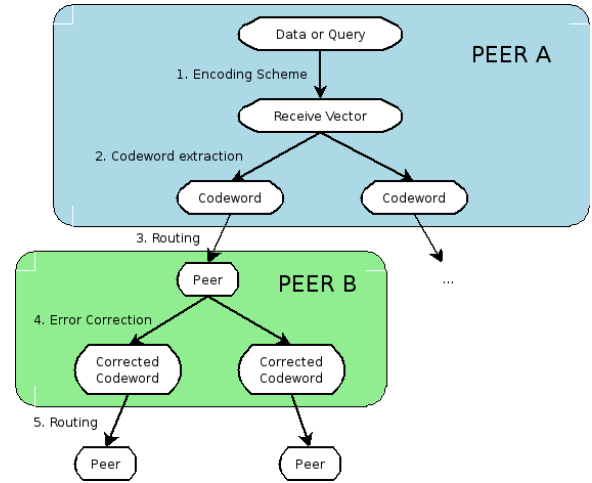 Data or Query
PEER A
1. Encoding Scheme
Receive Vector
2. Codeword extraction
Codeword
Codeword
3. Routing
Peer
PEER B
...
4. Error Correction
Corrected
Codeword
Corrected
Codeword
5. Routing
Peer
Peer